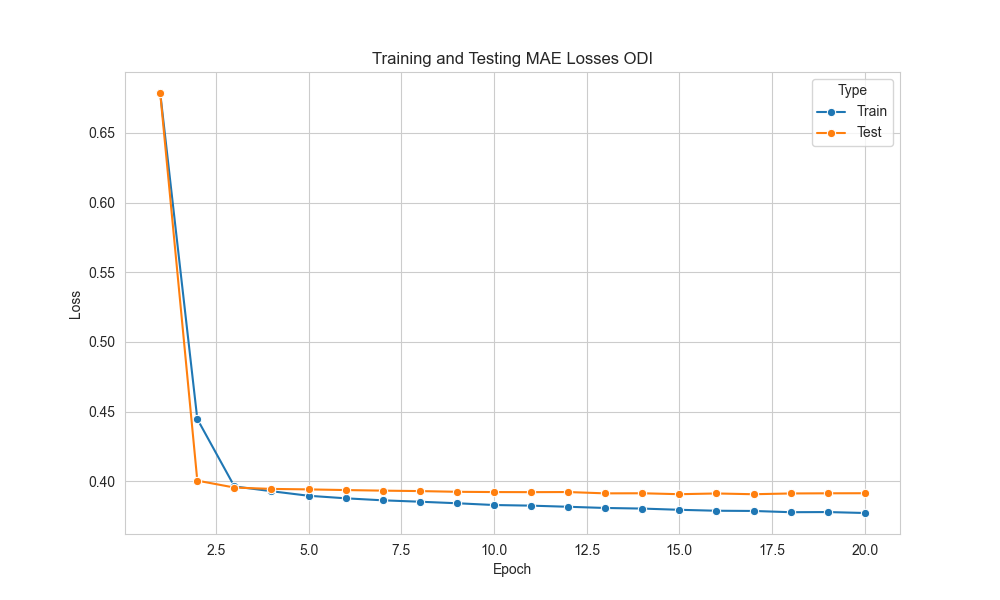 Training and Testing MAE Losses ODI
Type
Train
Test
0.65
0.60
0.55
0.50
0.45
0.40
Loss
2.5 5.0 7.5 10.0 12.5 15.0 17.5 20.0
Epoch